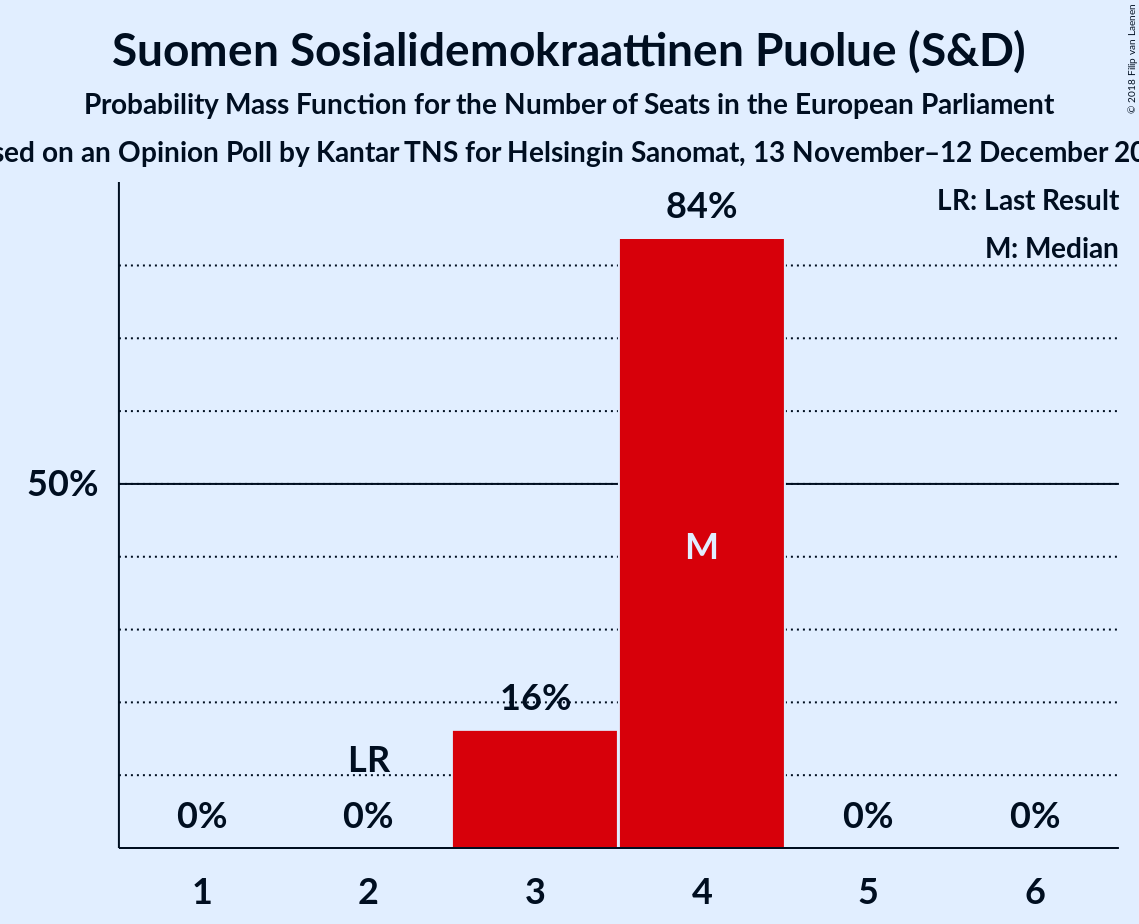 Suomen Sosialidemokraattinen Puolue (S&D)
Probability Mass Function for the Number of Seats in the European Parliament
on an Opinion Poll by Kantar TNS for Helsingin Sanomat, 13 November–12 December
© 2018 Filip van Laenen
LR: Last Result
M: Median
84%
50%
M
16%
LR
0% 0% 0% 0%
1 2 3 4 5 6